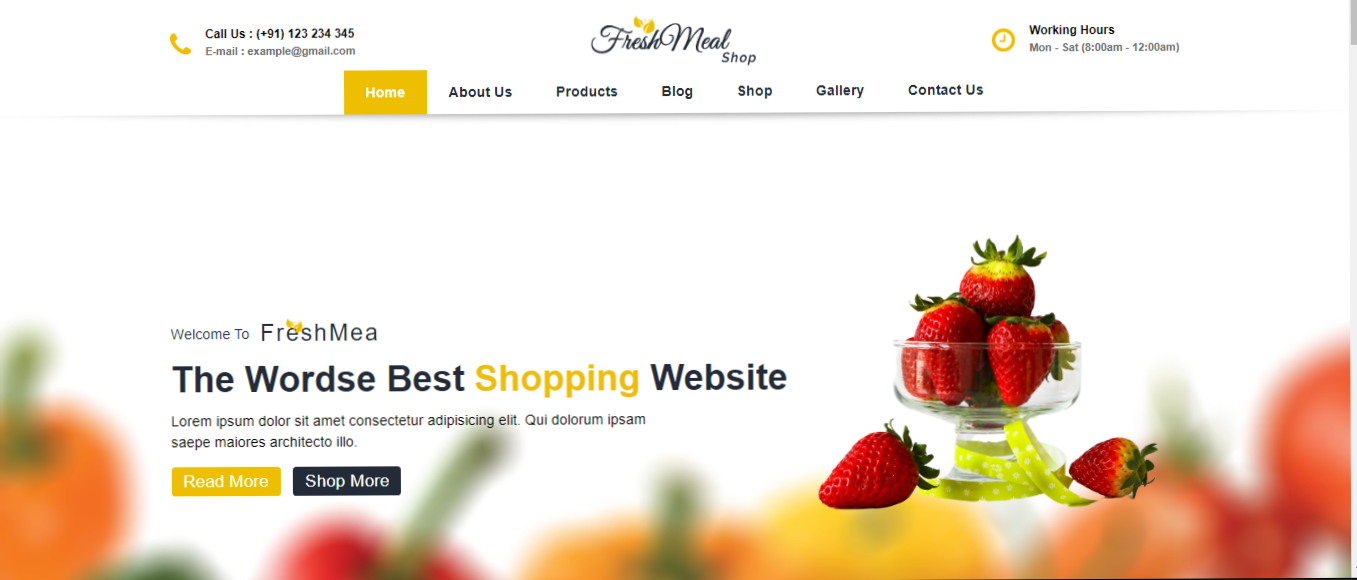 Call Us : (+91) 123 234 345
E-mail : example@gmail.com
FreshMeal
Shop
Working Hours
Mon - Sat (8:00am - 12:00am)
Home About Us Products Blog Shop Gallery Contact Us
Welcome To FreshMea
The Wordse Best Shopping Website
Lorem ipsum dolor sit amet consectetur adipisicing elit. Qui dolorum ipsam
saepe maiores architecto illo.
Read More Shop More